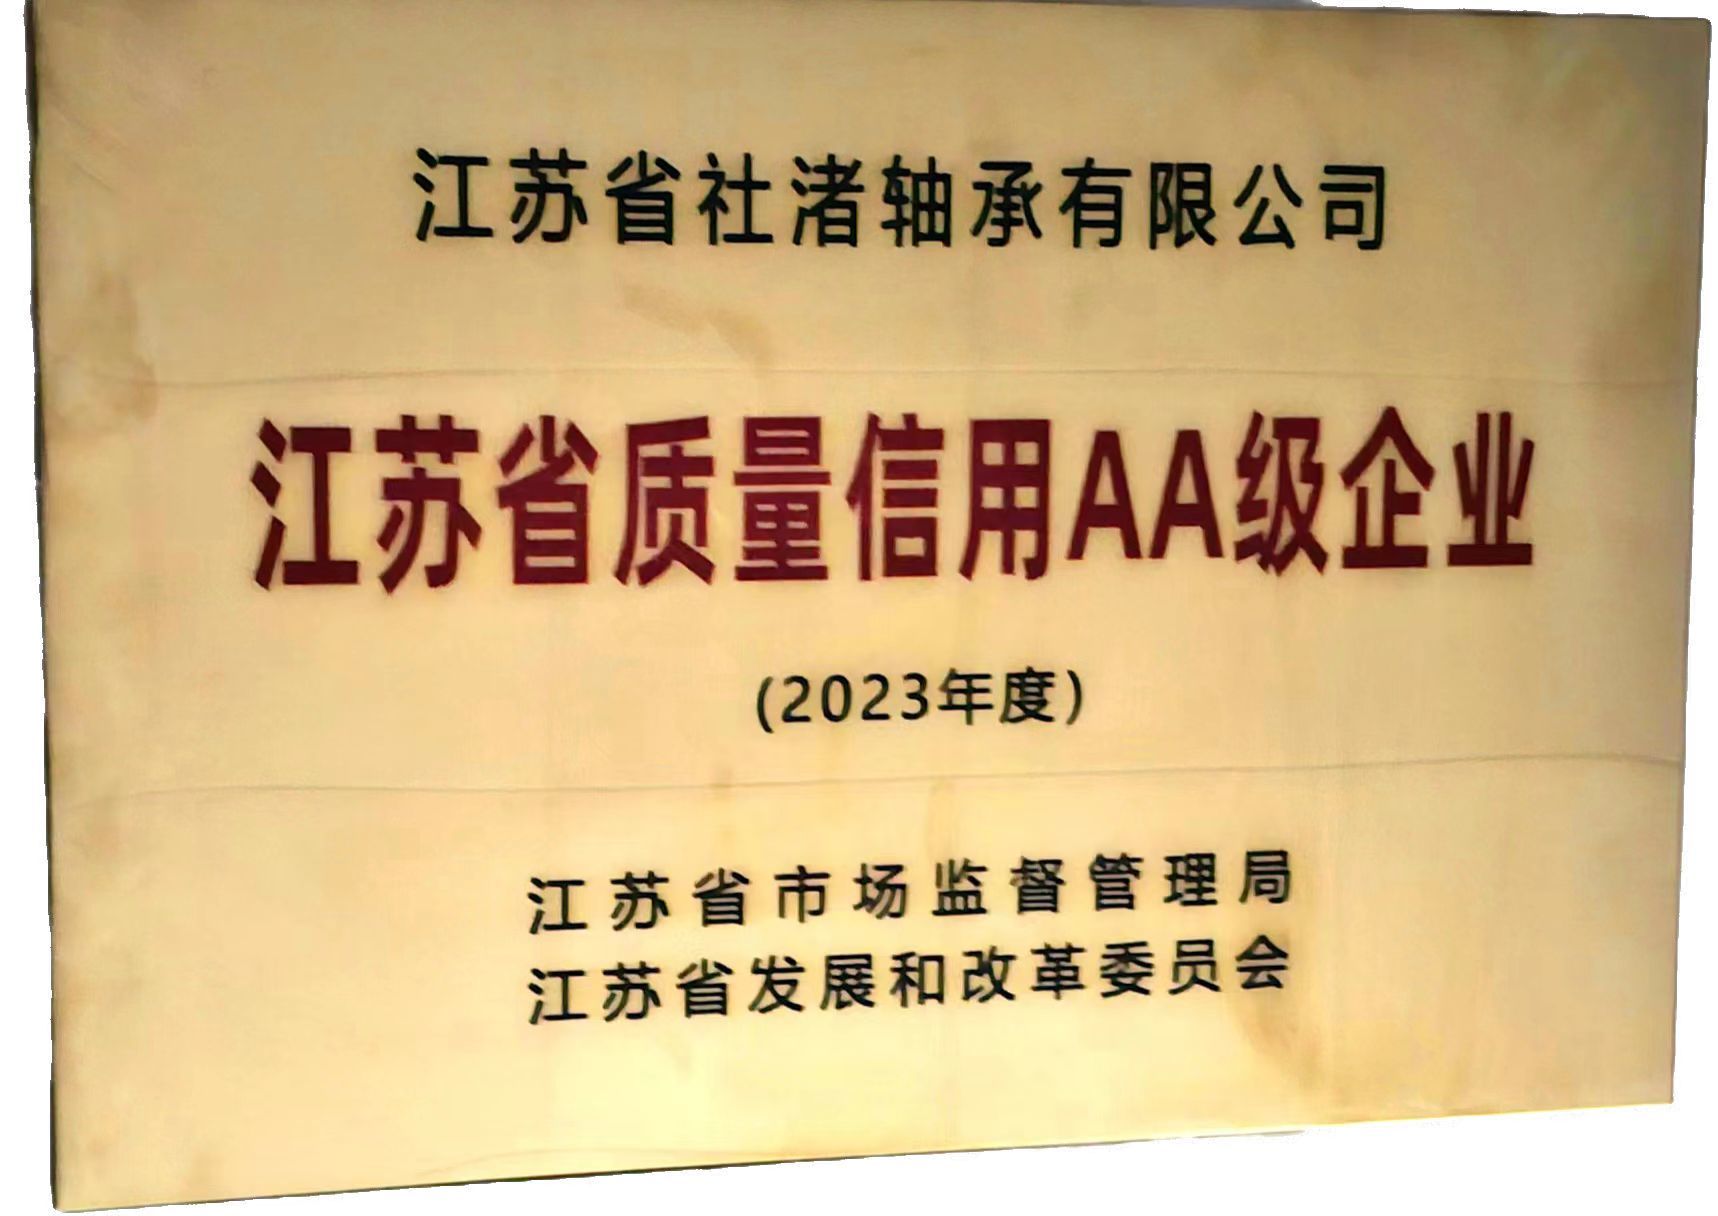 江苏省社渚轴承有限公司
江苏省质量信用AA级企业
(2023年度)
江苏省市场监督管理局
江苏省发展和改革委员会